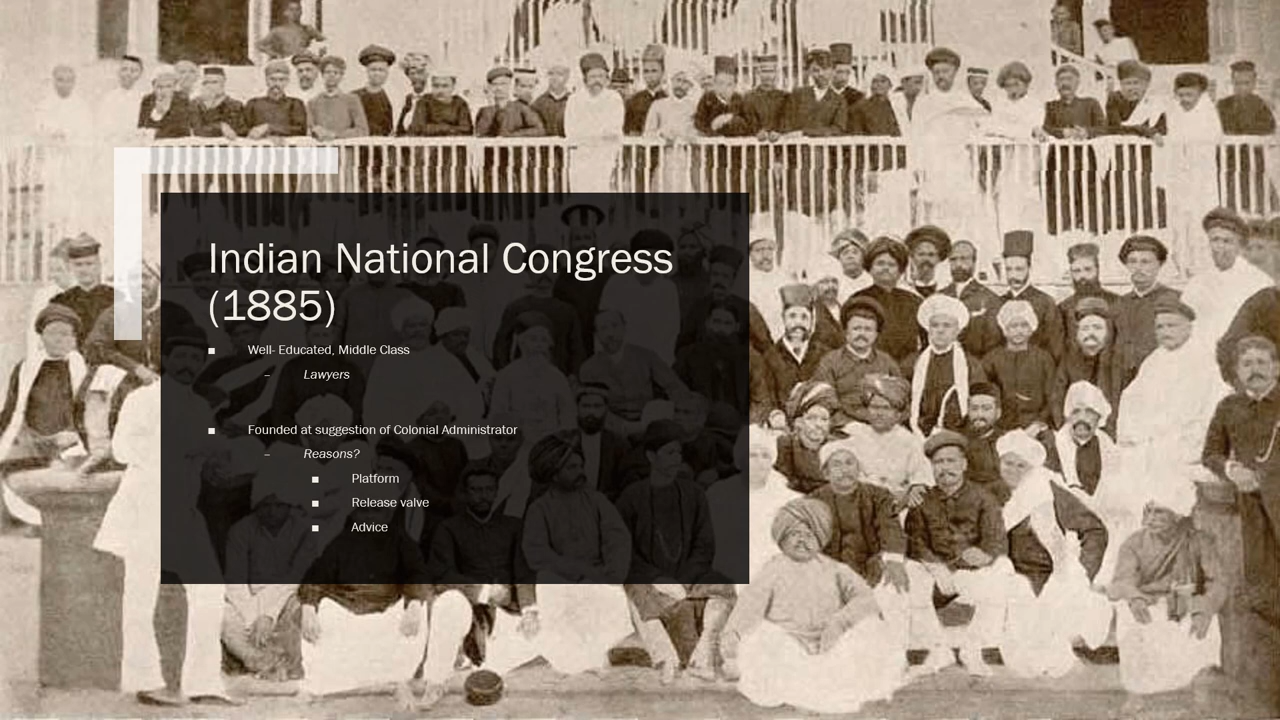 Indian National Congress
(1885)
▪ Well- Educated, Middle Class
– Lawyers
▪ Founded at suggestion of Colonial Administrator
– Reasons?
▪ Platform
▪ Release valve
▪ Advice